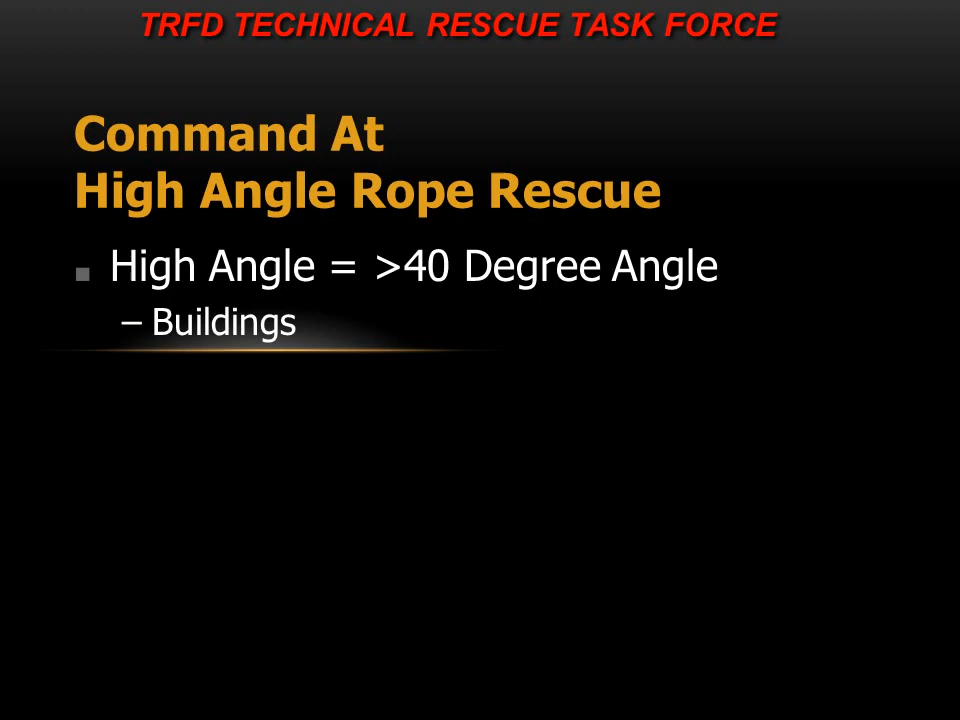 TRFD TECHNICAL RESCUE TASK FORCE
Command At
High Angle Rope Rescue
■ High Angle = >40 Degree Angle
– Buildings